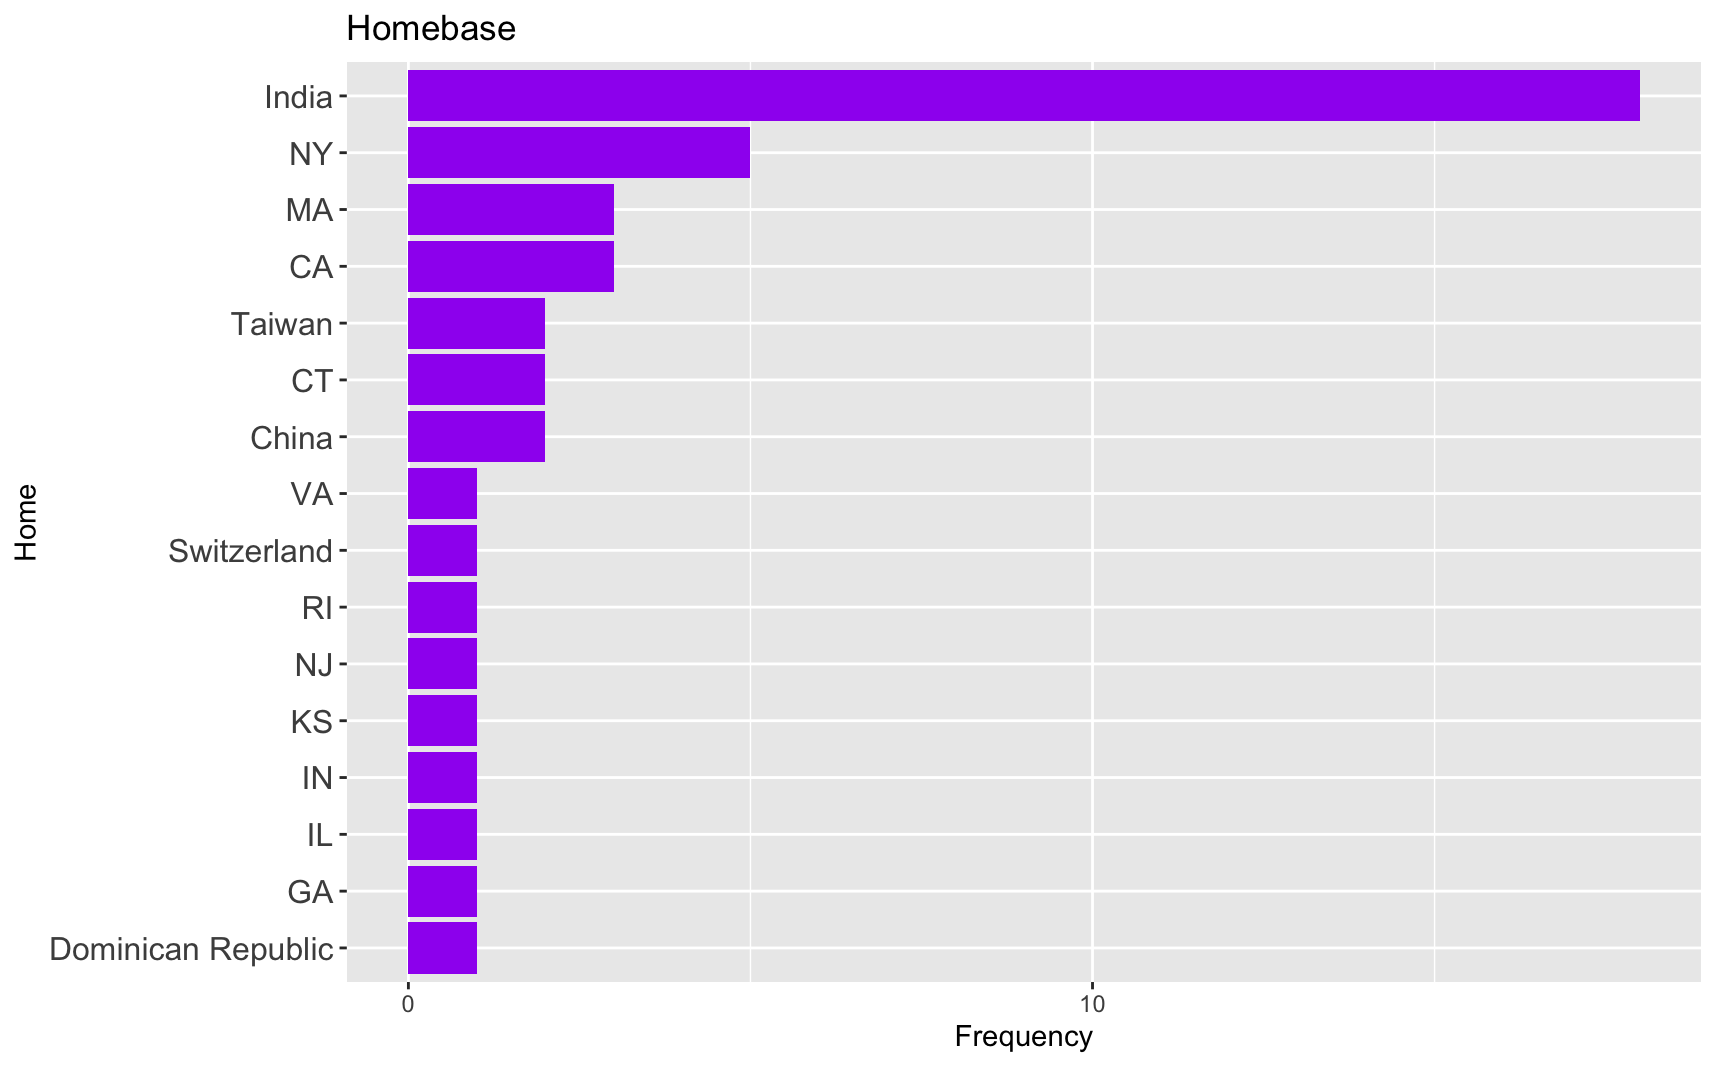 Homebase
India
NY
MA
CA
Taiwan
CT
China
VA
Switzerland
RI
NJ
KS
IN
IL
GA
Dominican Republic
Home
0 10
Frequency